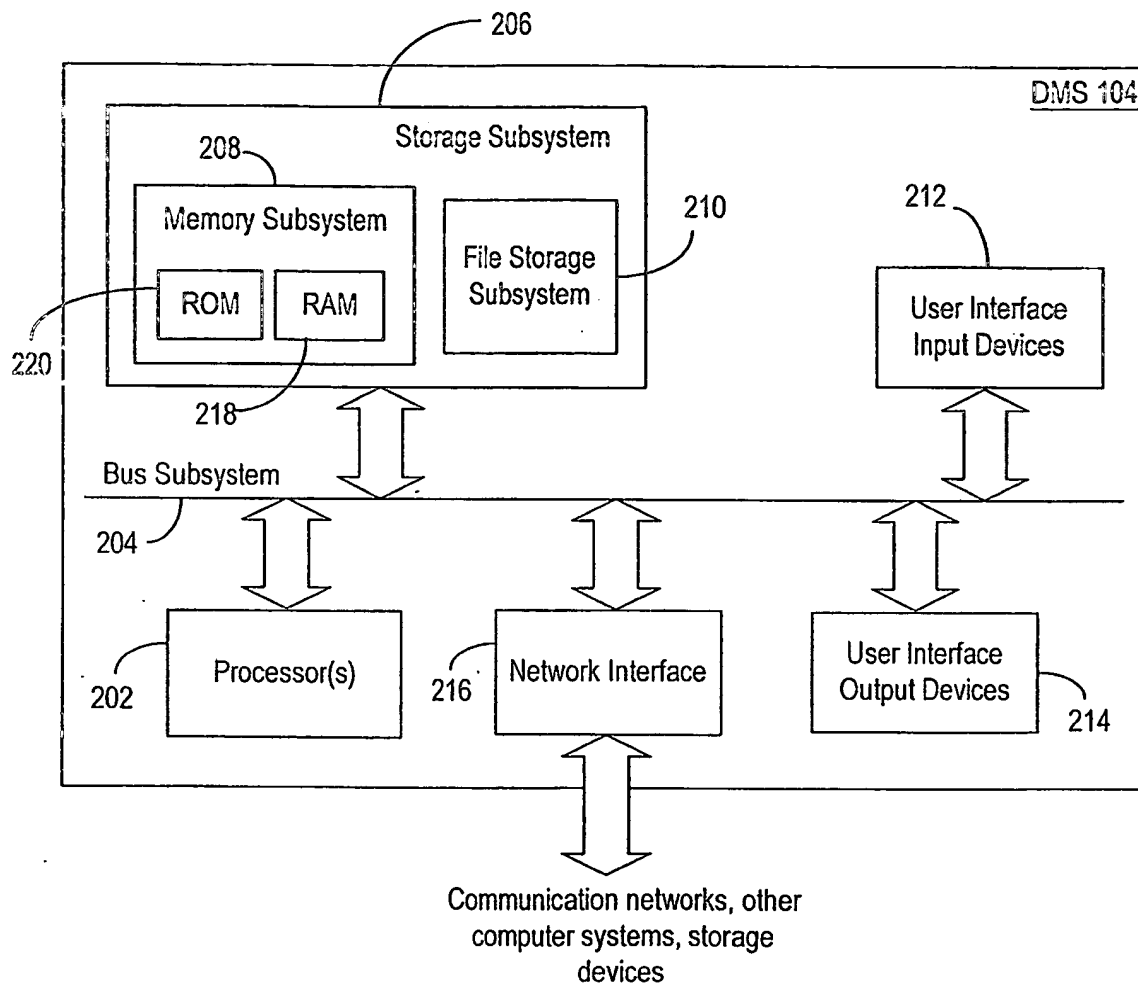 206
DMS 104
Storage Subsystem
208
Memory Subsystem
210
212
File Storage
Subsystem
ROM
RAM
User Interface
Input Devices
220
218
Bus Subsystem
204
Processor(s)
Network Interface
User Interface
Output Devices
202
216
214
Communication networks, other
computer systems, storage
devices